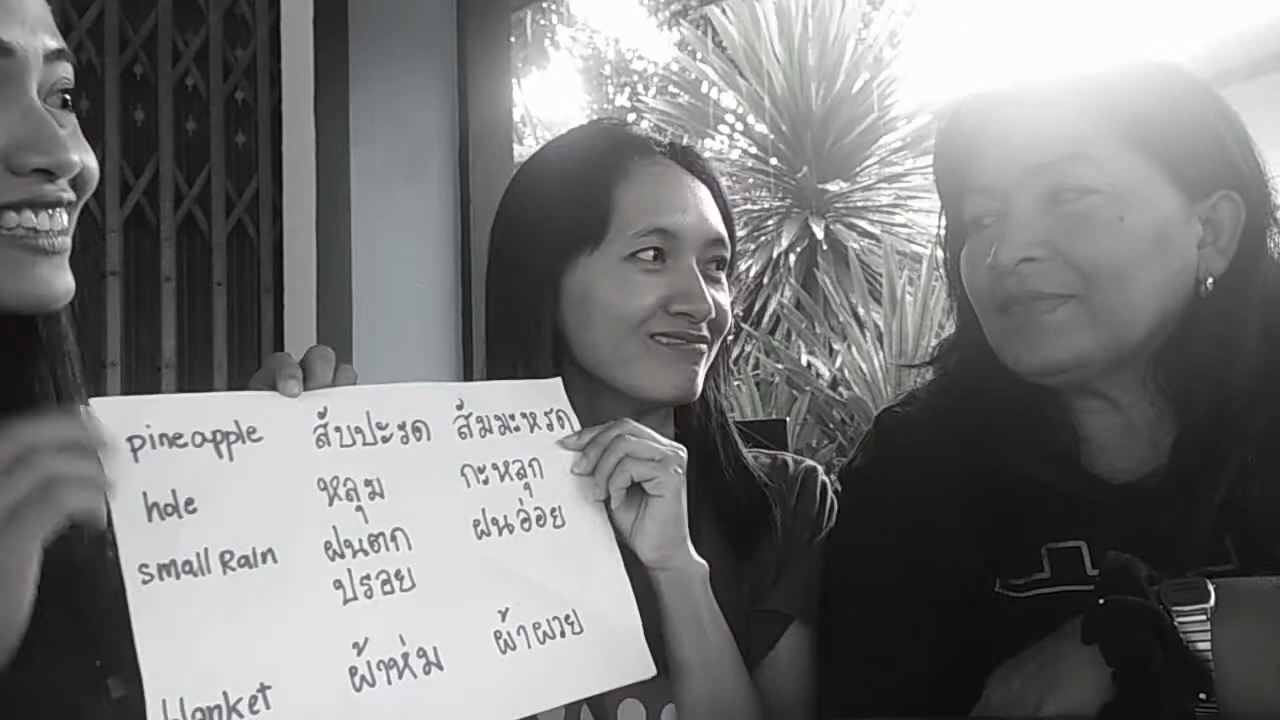 pineapple สับปะรด สัมมะหรด
hole หลุม กะหลุก
small Rain ฝนตก ฝนอ่อย
ปรอย
blanket ผ้าห่ม ผ้าผวย